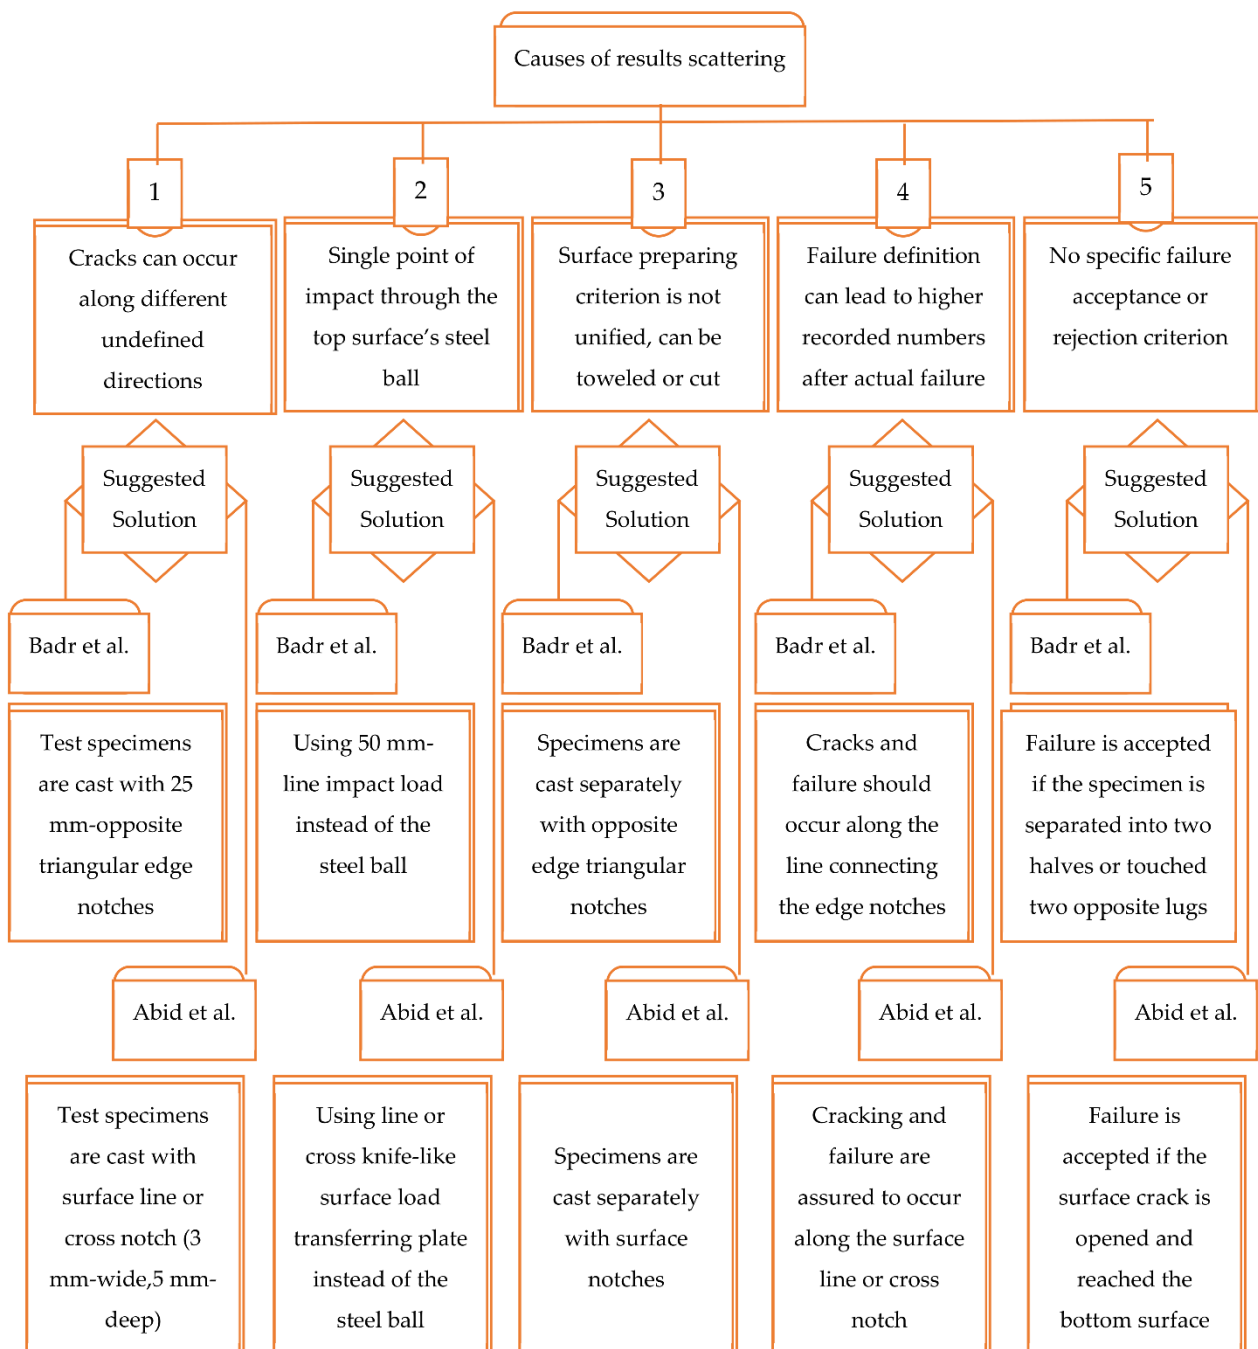 Causes of results scattering
1
Cracks can occur
along different
undefined
directions
2
Single point of
impact through the
top surface's steel
ball
3
Surface preparing
criterion is not
unified, can be
toweled or cut
4
Failure definition
can lead to higher
recorded numbers
after actual failure
5
No specific failure
acceptance or
rejection criterion
Suggested
Solution
Suggested
Solution
Suggested
Solution
Suggested
Solution
Suggested
Solution
Badr et al.
Badr et al.
Badr et al.
Badr et al.
Badr et al.
Test specimens
are cast with 25
mm-opposite
triangular edge
notches
Using 50 mm-
line impact load
instead of the
steel ball
Specimens are
cast separately
with opposite
edge triangular
notches
Cracks and
failure should
occur along the
line connecting
the edge notches
Failure is accepted
if the specimen is
separated into two
halves or touched
two opposite lugs
Abid et al.
Abid et al.
Abid et al.
Abid et al.
Abid et al.
Test specimens
are cast with
surface line or
cross notch (3
mm-wide,5 mm-
deep)
Using line or
cross knife-like
surface load
transferring plate
instead of the
steel ball
Specimens are
cast separately
with surface
notches
Cracking and
failure are
assured to occur
along the surface
line or cross
notch
Failure is
accepted if the
surface crack is
opened and
reached the
bottom surface